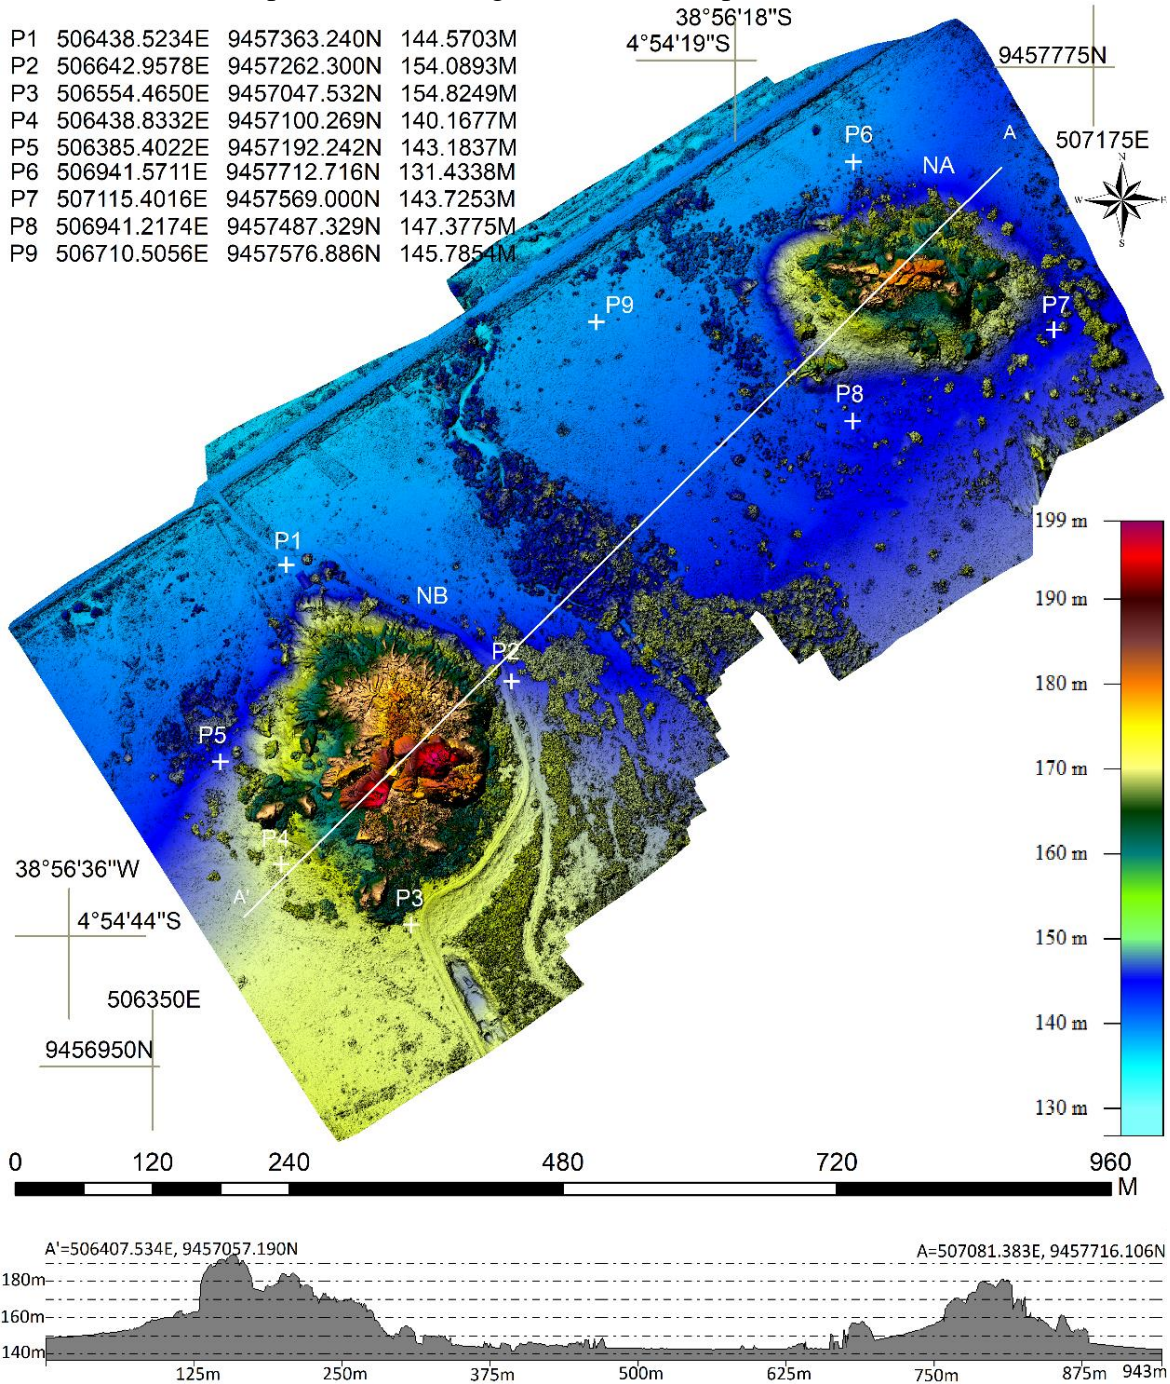 38°56'18"S
4°54'19"S
P1 506438.5234E 9457363.240N 144.5703M
P2 506642.9578E 9457262.300N 154.0893M
P3 506554.4650E 9457047.532N 154.8249M
P4 506438.8332E 9457100.269N 140.1677M
P5 506385.4022E 9457192.242N 143.1837M
P6 506941.5711E 9457712.716N 131.4338M
P7 507115.4016E 9457569.000N 143.7253M
P8 506941.2174E 9457487.329N 147.3775M
P9 506710.5056E 9457576.886N 145.7854M
9457775N
507175E
N
W E
S
P6
A
NA
P9
P7
P8
P1
NB
P2
P5
P4
A'
P3
199 m
190 m
180 m
170 m
160 m
150 m
140 m
130 m
38°56'36"W
4°54'44"S
506350E
9456950N
0 120 240 480 720 960
M
A'=506407.534E, 9457057.190N
A=507081.383E, 9457716.106N
180m
160m
140m
125m 250m 375m 500m 625m 750m 875m 943m